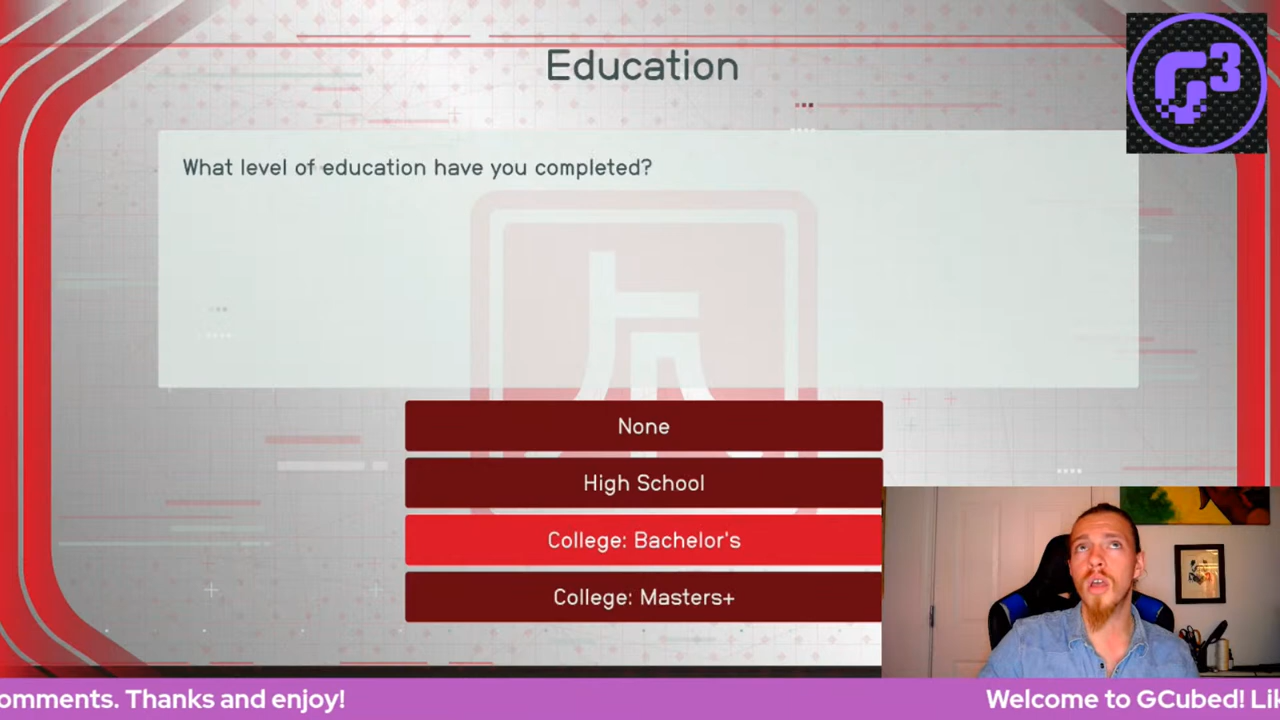 Education
G3
What level of education have you completed?
None
High School
College: Bachelor's
College: Masters+
omments. Thanks and enjoy!
Welcome to GCubed! Lik